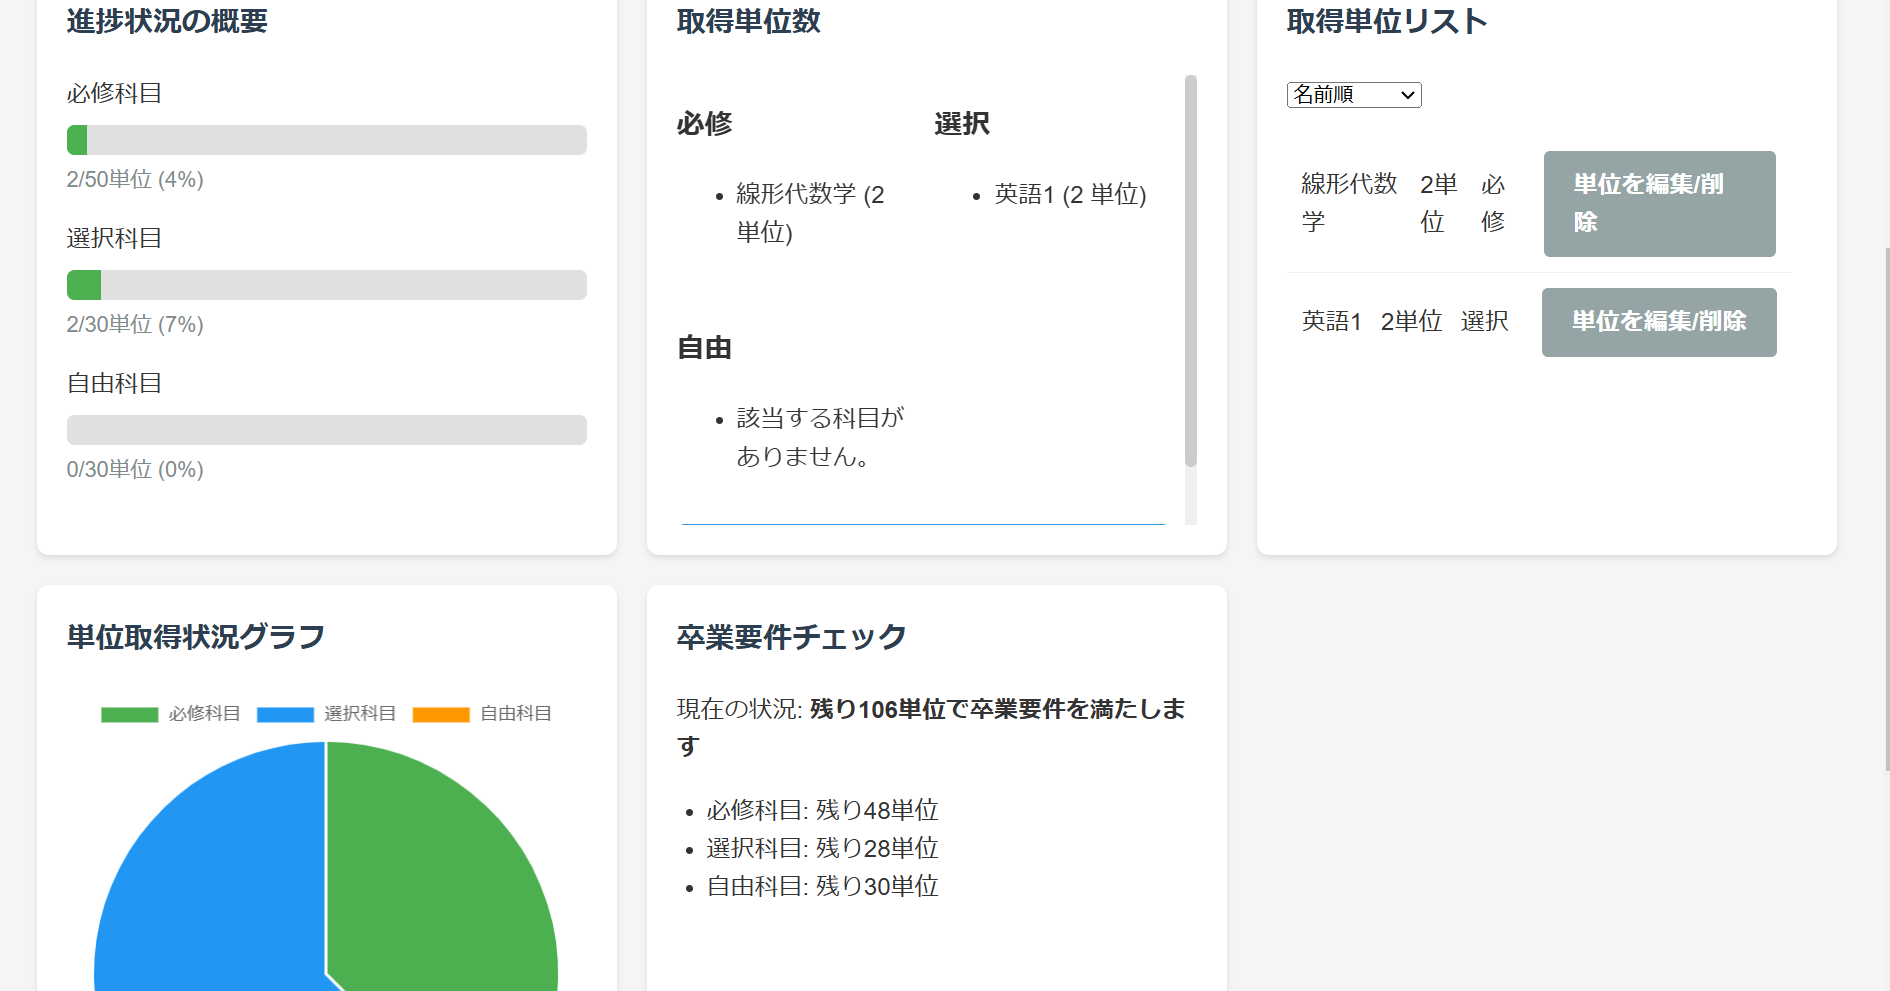 進捗状況の概要
必修科目
2/50単位 (4%)
選択科目
2/30単位 (7%)
自由科目
0/30単位 (0%)
取得単位数
必修
線形代数学 (2
単位)
選択
英語1 (2 単位)
自由
該当する科目が
ありません。
取得単位リスト
名前順
線形代数
学
2単
位
必
修
単位を編集/削
除
英語1 2単位 選択 単位を編集/削除
単位取得状況グラフ
必修科目 選択科目 自由科目
卒業要件チェック
現在の状況: 残り106単位で卒業要件を満たしま
す
必修科目: 残り48単位
選択科目: 残り28単位
自由科目: 残り30単位